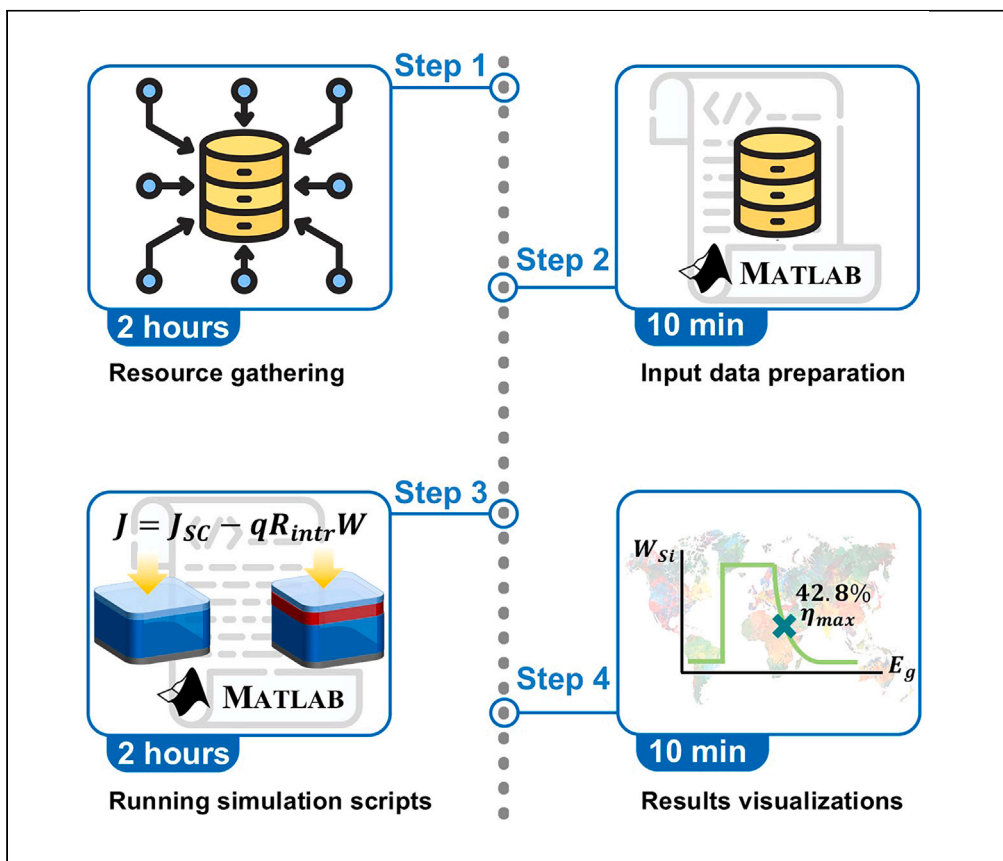 Step 1
2 hours
Resource gathering
Step 2
</>
MATLAB
10 min
Input data preparation
Step 3
J = J_SC − qR_intr W
</>
MATLAB
2 hours
Running simulation scripts
Step 4
W_Si
42.8%
η_max
E_g
10 min
Results visualizations